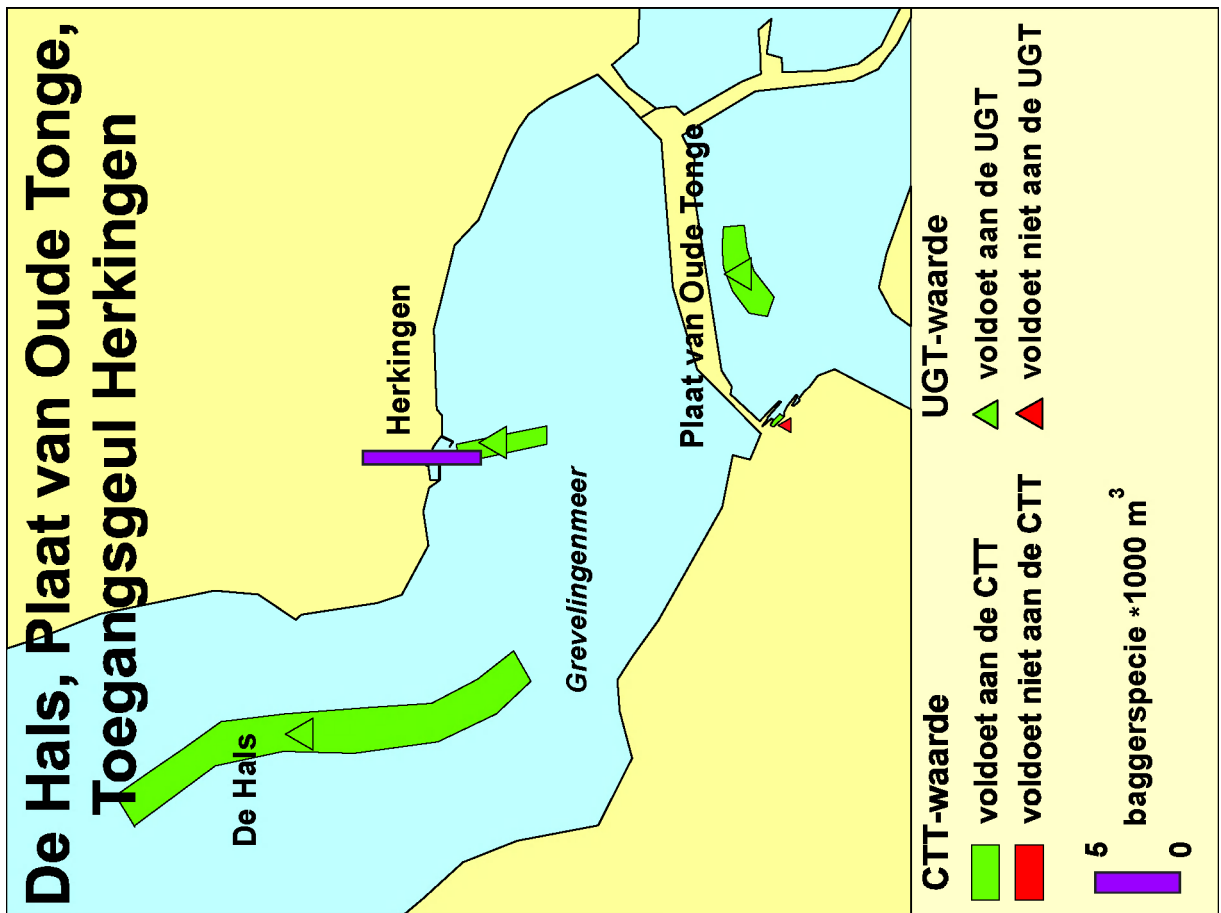 De Hals, Plaat van Oude Tonge,
Toegangsgeul Herkingen
De Hals
Herkingen
Grevelingenmeer
Plaat van Oude Tonge
CTT-waarde
voldoet aan de CTT
voldoet niet aan de CTT
UGT-waarde
voldoet aan de UGT
voldoet niet aan de UGT
5
0
baggerspecie *1000 m³